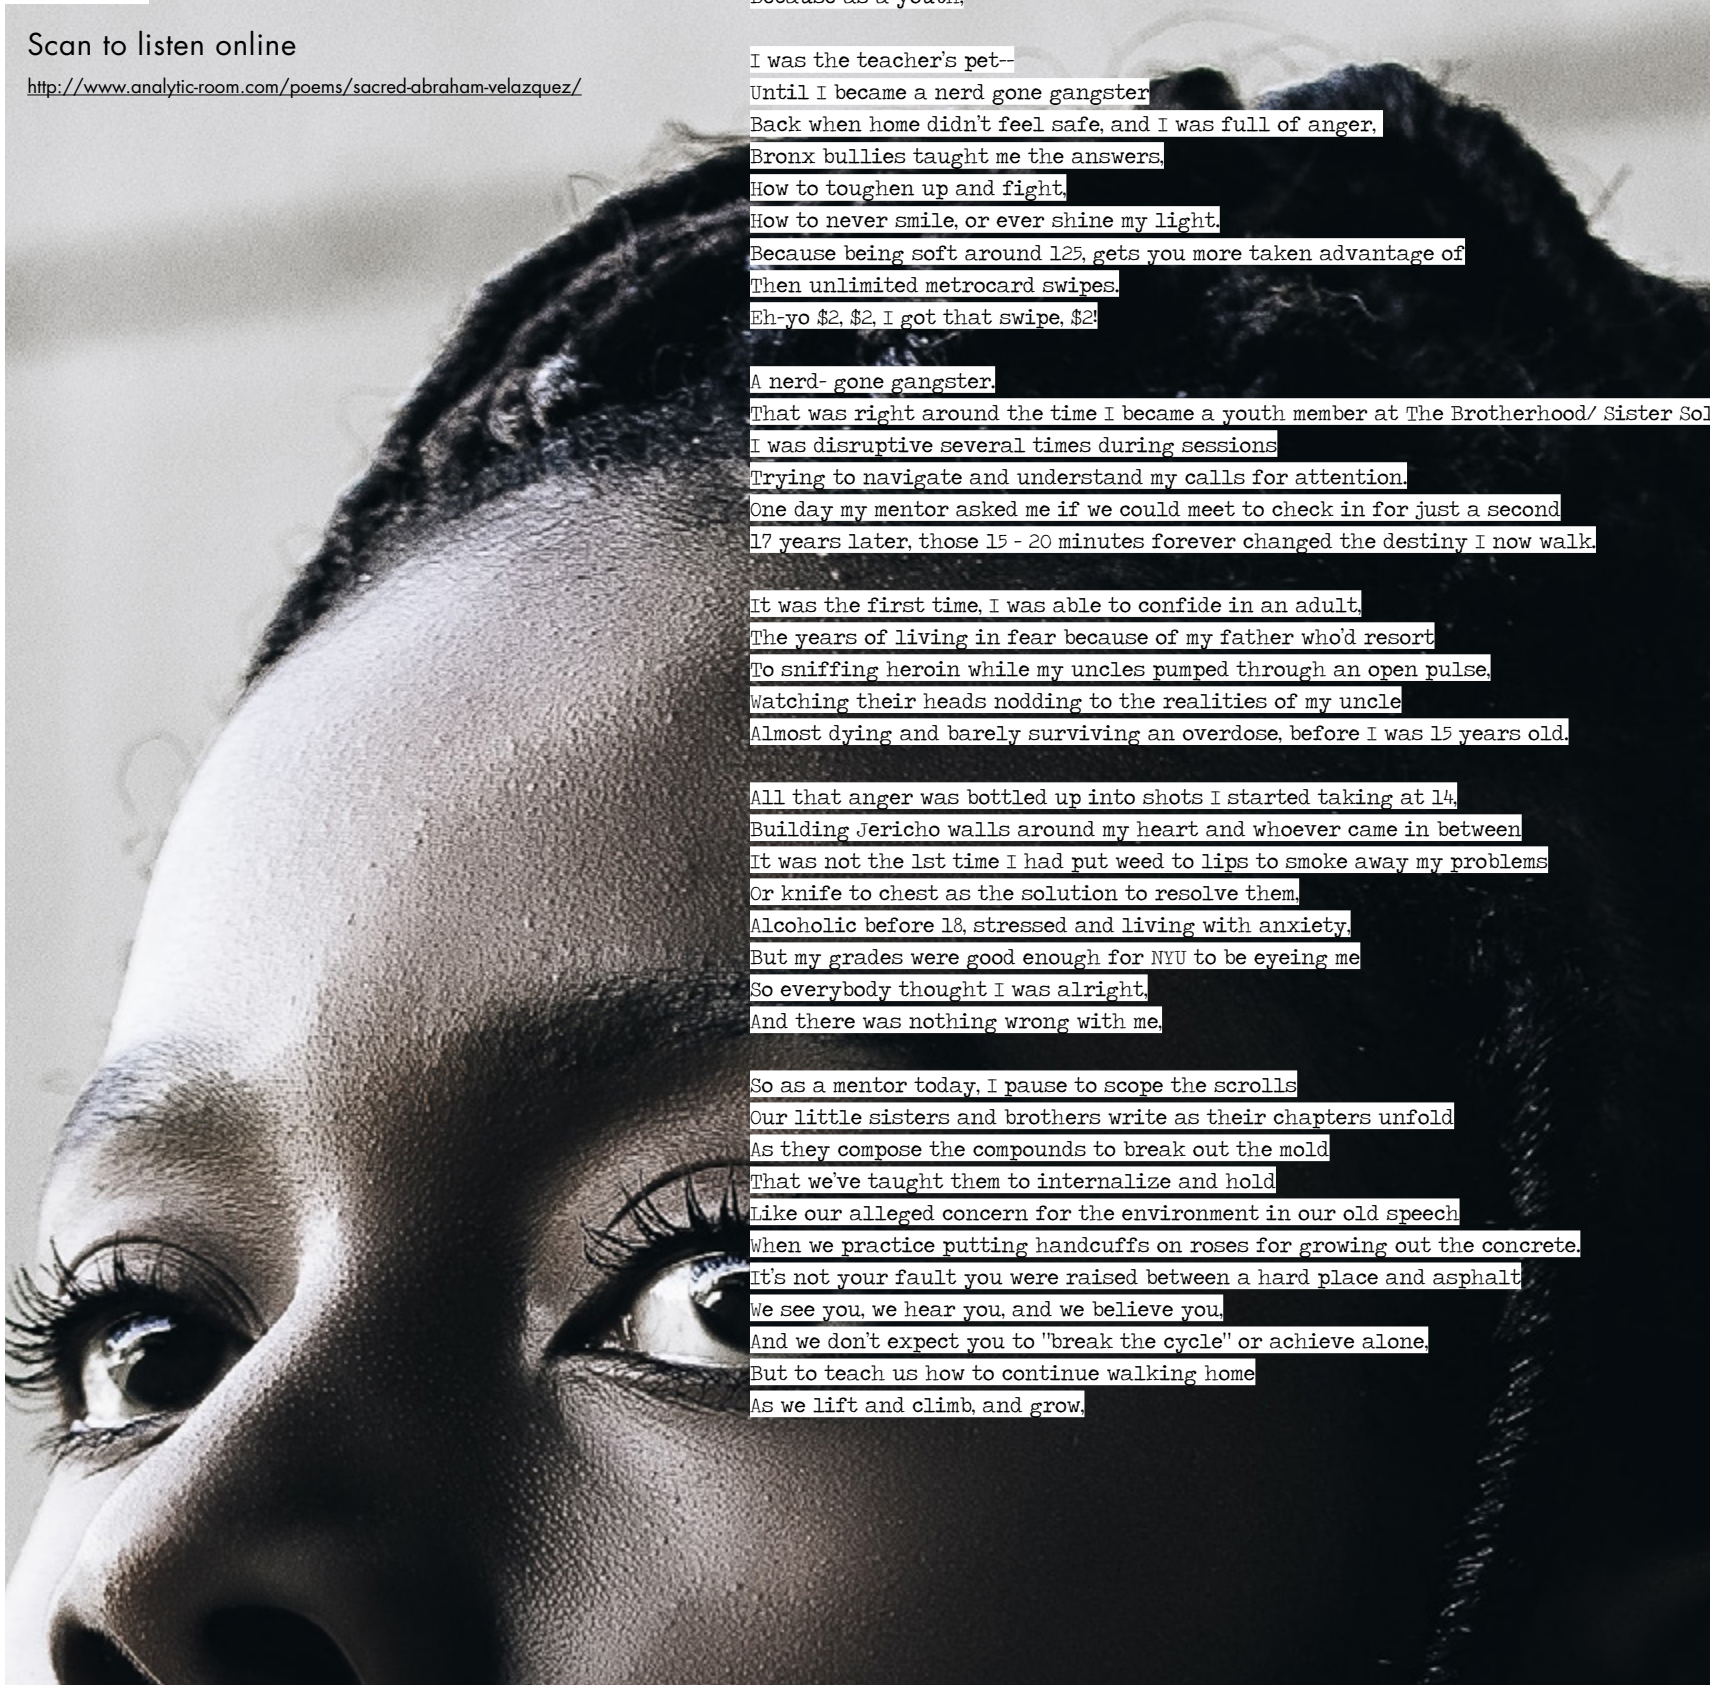 Scan to listen online
http://www.analytic-room.com/poems/sacred-abraham-velazquez/
Because as a youth,
I was the teacher's pet--
Until I became a nerd gone gangster
Back when home didn't feel safe, and I was full of anger,
Bronx bullies taught me the answers,
How to toughen up and fight,
How to never smile, or ever shine my light.
Because being soft around 125, gets you more taken advantage of
Then unlimited metrocard swipes.
Eh-yo $2, $2, I got that swipe, $2!
A nerd- gone gangster.
That was right around the time I became a youth member at The Brotherhood/ Sister Sol
I was disruptive several times during sessions
Trying to navigate and understand my calls for attention.
One day my mentor asked me if we could meet to check in for just a second
17 years later, those 15 - 20 minutes forever changed the destiny I now walk.
It was the first time, I was able to confide in an adult,
The years of living in fear because of my father who'd resort
To sniffing heroin while my uncles pumped through an open pulse,
Watching their heads nodding to the realities of my uncle
Almost dying and barely surviving an overdose, before I was 15 years old.
All that anger was bottled up into shots I started taking at 14,
Building Jericho walls around my heart and whoever came in between
It was not the 1st time I had put weed to lips to smoke away my problems
Or knife to chest as the solution to resolve them,
Alcoholic before 18, stressed and living with anxiety,
But my grades were good enough for NYU to be eyeing me
So everybody thought I was alright,
And there was nothing wrong with me,
So as a mentor today, I pause to scope the scrolls
Our little sisters and brothers write as their chapters unfold
As they compose the compounds to break out the mold
That we've taught them to internalize and hold
Like our alleged concern for the environment in our old speech
When we practice putting handcuffs on roses for growing out the concrete.
It's not your fault you were raised between a hard place and asphalt
We see you, we hear you, and we believe you,
And we don't expect you to "break the cycle" or achieve alone,
But to teach us how to continue walking home
As we lift and climb, and grow,